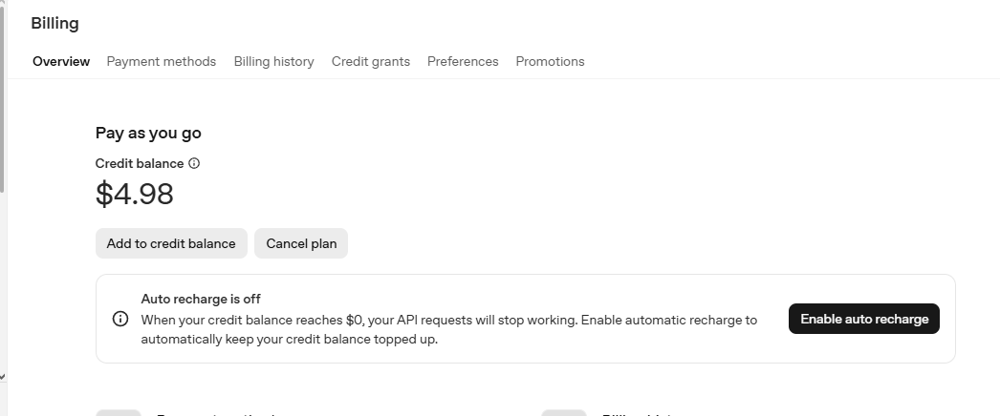 Billing
Overview Payment methods Billing history Credit grants Preferences Promotions
Pay as you go
Credit balance
$4.98
Add to credit balance Cancel plan
Auto recharge is off
When your credit balance reaches $0, your API requests will stop working. Enable automatic recharge to
automatically keep your credit balance topped up.
Enable auto recharge